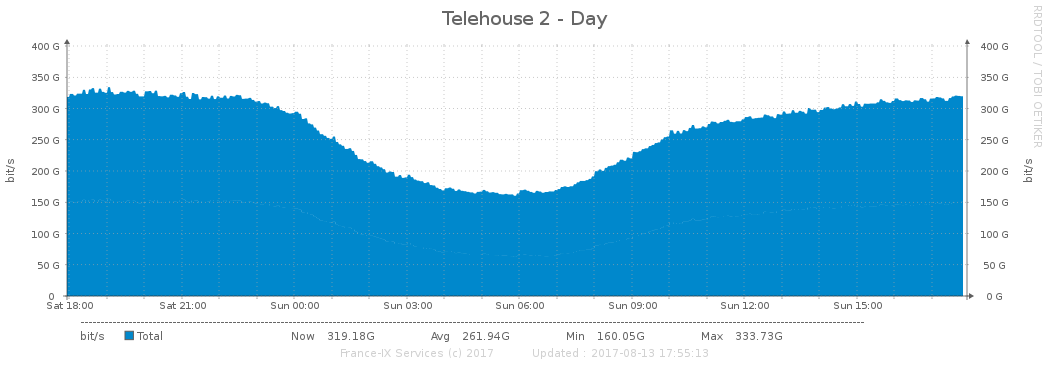 Telehouse 2 - Day
RRDTOOL / TOBI OETIKER
bit/s
400 G 400 G
350 G 350 G
300 G 300 G
250 G 250 G
200 G 200 G
150 G 150 G
100 G 100 G
50 G 50 G
0 0 G
bit/s
Sat 18:00 Sat 21:00 Sun 00:00 Sun 03:00 Sun 06:00 Sun 09:00 Sun 12:00 Sun 15:00
bit/s Total Now 319.18G Avg 261.94G Min 160.05G Max 333.73G
France-IX Services (c) 2017 Updated : 2017-08-13 17:55:13